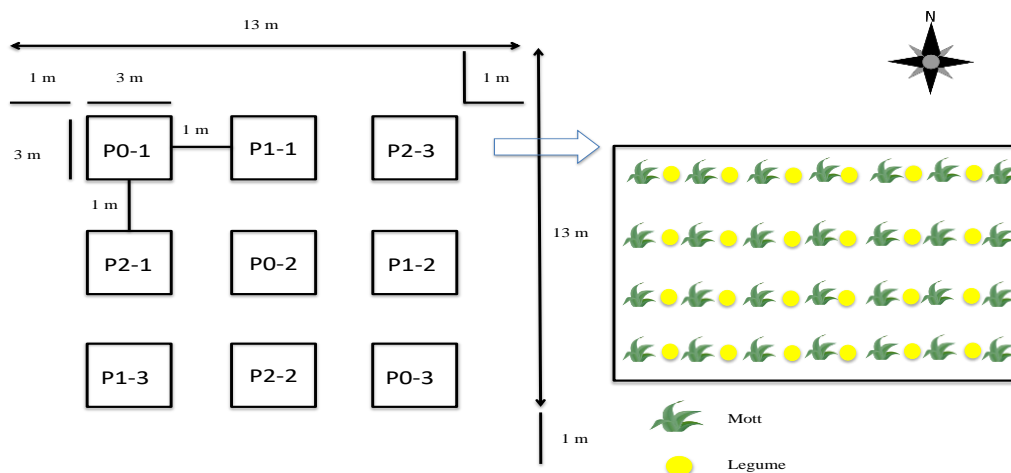 13 m
N
1 m
3 m
1 m
3 m
P0-1
1 m
P1-1
P2-3
1 m
13 m
P2-1
P0-2
P1-2
P1-3
P2-2
P0-3
1 m
Mott
Legume